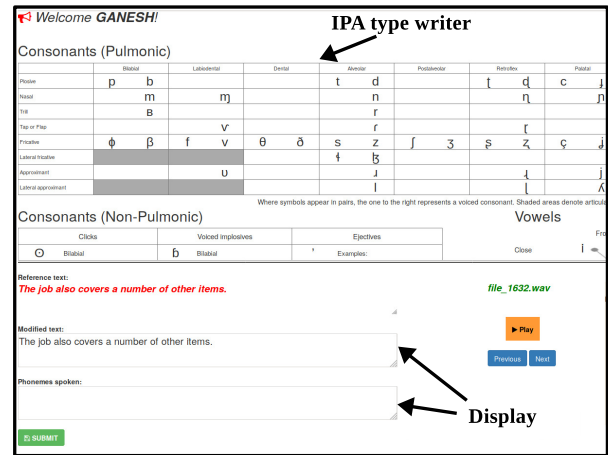 Welcome GANESH!
IPA type writer
Consonants (Pulmonic)
Bilabial Labiodental Dental Alveolar Postalveolar Retroflex Palatal
Plosive p b t d ʈ ɖ c ɟ
Nasal m ɱ n ɳ ɲ
Trill ʙ r
Tap or Flap ⱱ ɾ ɽ
Fricative ɸ β f v θ ð s z ʃ ʒ ʂ ʐ ç ʝ
Lateral fricative ɬ ɮ
Approximant ʋ ɹ ɻ j
Lateral approximant l ɭ ʎ
Where symbols appear in pairs, the one to the right represents a voiced consonant. Shaded areas denote
Consonants (Non-Pulmonic)
Vowels
Clicks Voiced implosives Ejectives
ʘ Bilabial ɓ Bilabial ʼ Examples:
Close i
Reference text:
The job also covers a number of other items.
file_1632.wav
Modified text:
The job also covers a number of other items.
Play
Previous Next
Phonemes spoken:
Display
SUBMIT